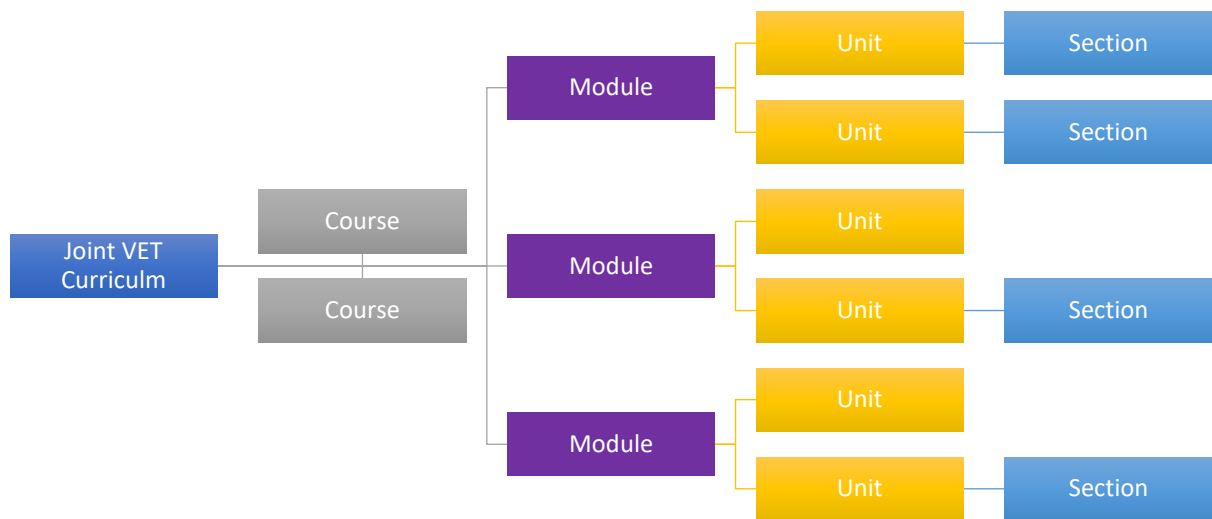 Joint VET
Curriculm
Course
Course
Module
Unit
Section
Unit
Section
Module
Unit
Unit
Section
Module
Unit
Unit
Section